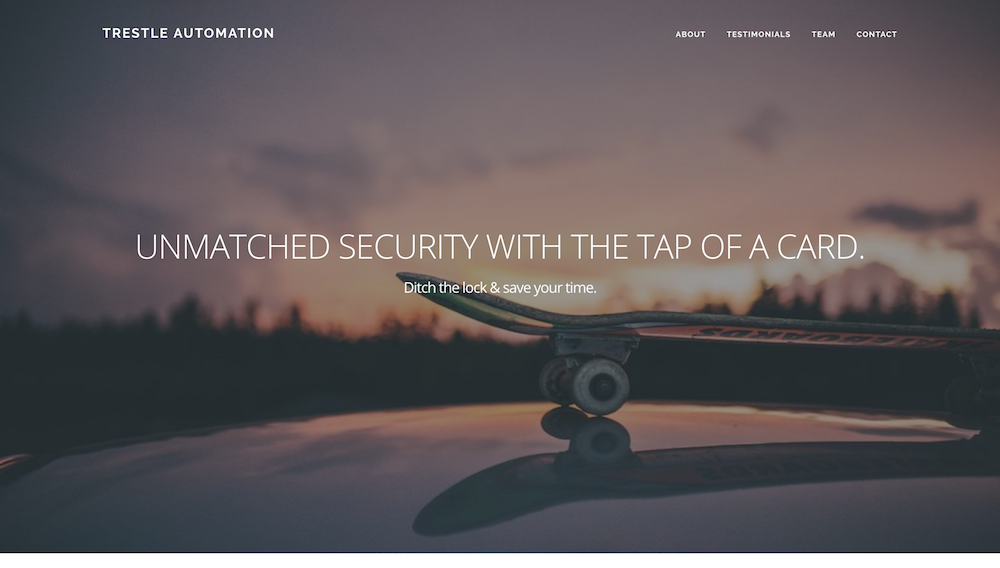 TRESTLE AUTOMATION
ABOUT TESTIMONIALS TEAM CONTACT
UNMATCHED SECURITY WITH THE TAP OF A CARD.
Ditch the lock & save your time.